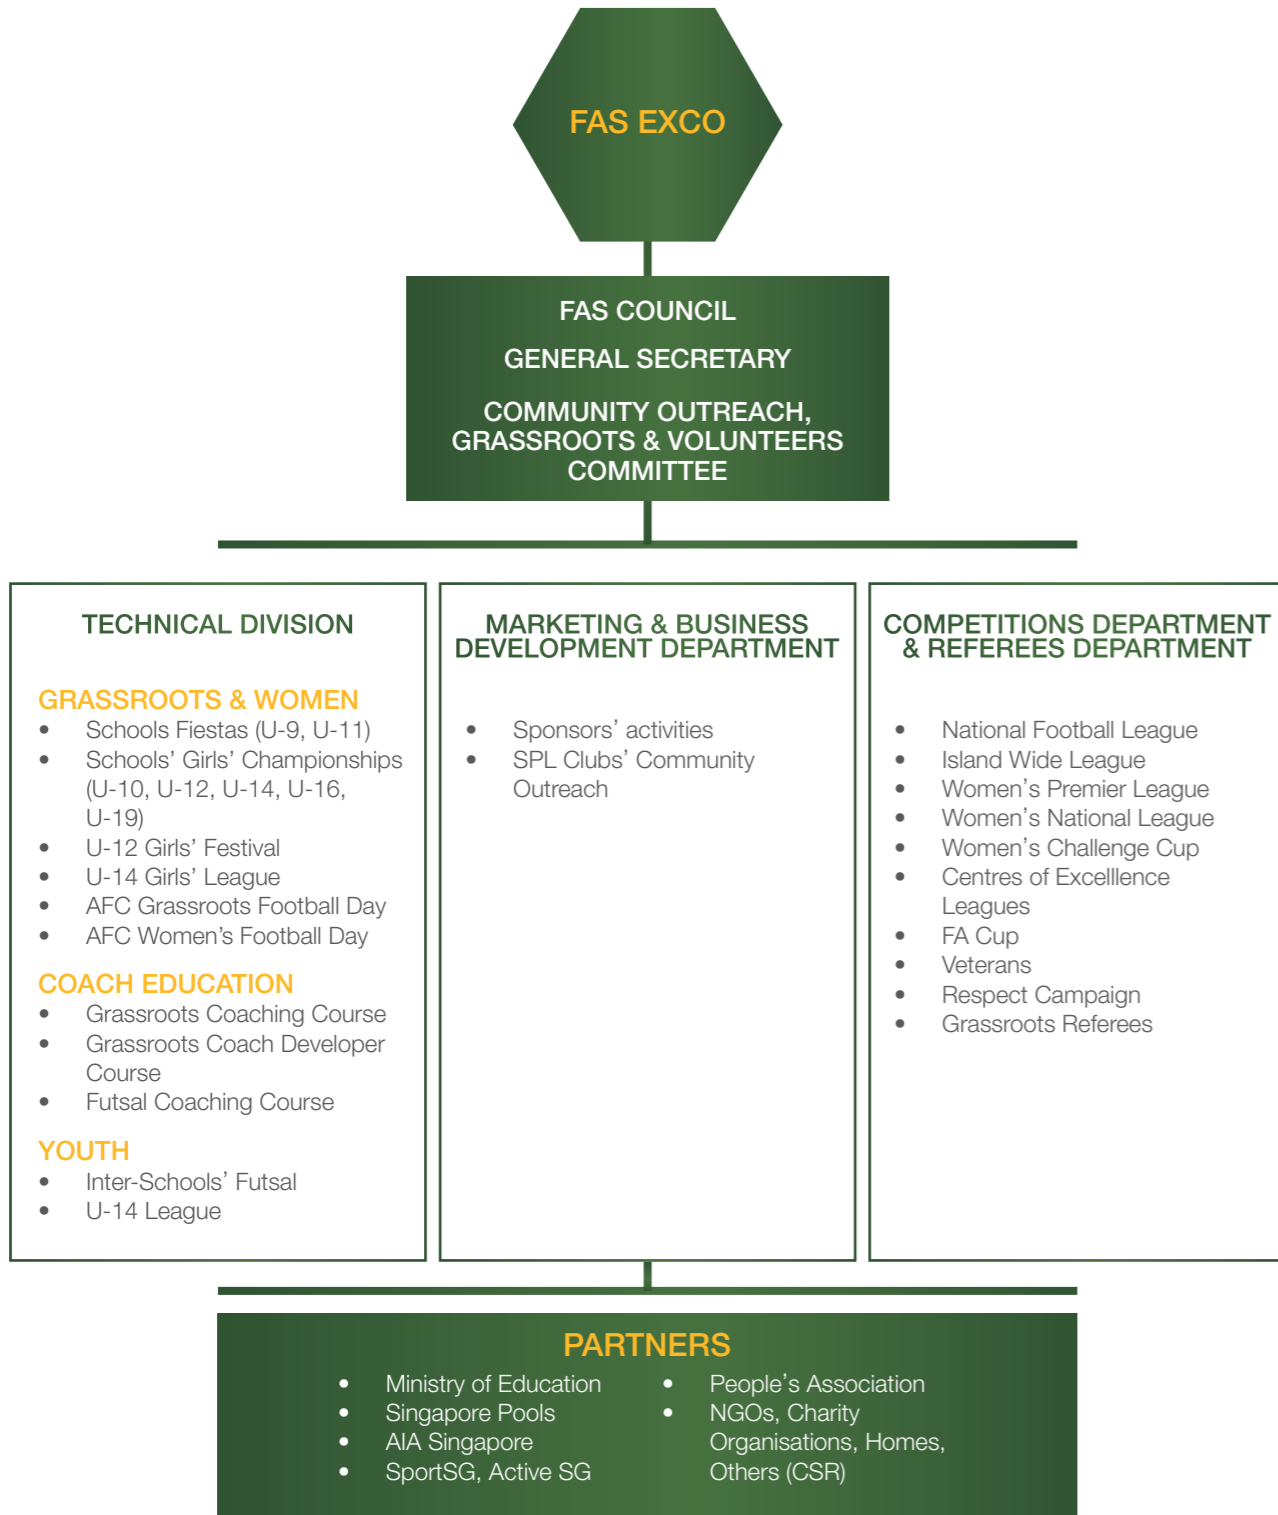 FAS EXCO
FAS COUNCIL
GENERAL SECRETARY
COMMUNITY OUTREACH,
GRASSROOTS & VOLUNTEERS
COMMITTEE
TECHNICAL DIVISION
GRASSROOTS & WOMEN
• Schools Fiestas (U-9, U-11)
• Schools’ Girls’ Championships
(U-10, U-12, U-14, U-16,
U-19)
• U-12 Girls’ Festival
• U-14 Girls’ League
• AFC Grassroots Football Day
• AFC Women’s Football Day
COACH EDUCATION
• Grassroots Coaching Course
• Grassroots Coach Developer
Course
• Futsal Coaching Course
YOUTH
• Inter-Schools’ Futsal
• U-14 League
MARKETING & BUSINESS
DEVELOPMENT DEPARTMENT
• Sponsors’ activities
• SPL Clubs’ Community
Outreach
COMPETITIONS DEPARTMENT
& REFEREES DEPARTMENT
• National Football League
• Island Wide League
• Women’s Premier League
• Women’s National League
• Women’s Challenge Cup
• Centres of Excelllence
Leagues
• FA Cup
• Veterans
• Respect Campaign
• Grassroots Referees
PARTNERS
• Ministry of Education
• Singapore Pools
• AIA Singapore
• SportSG, Active SG
• People’s Association
• NGOs, Charity
Organisations, Homes,
Others (CSR)